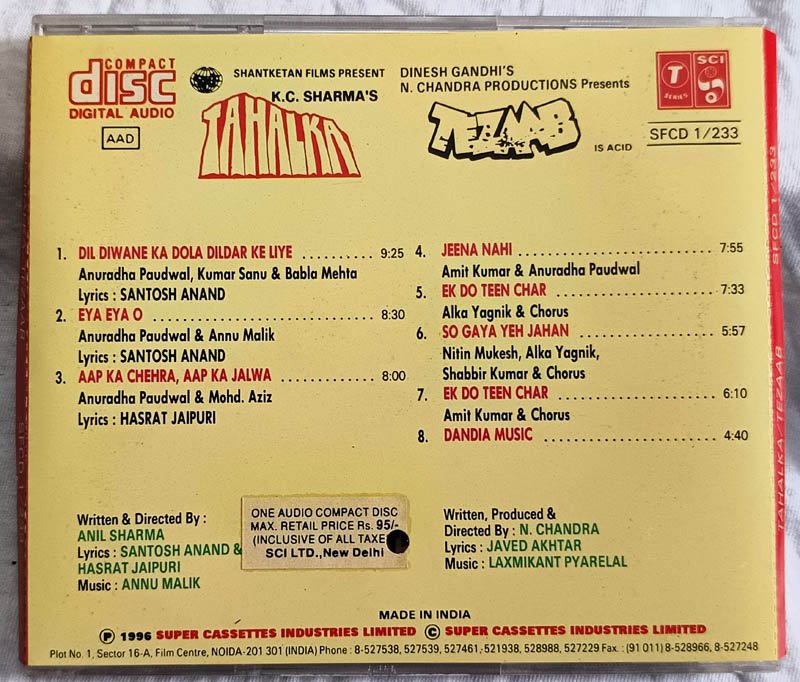 COMPACT
disc
DIGITAL AUDIO
AAD
SHANTKETAN FILMS PRESENT
K.C. SHARMA'S
TAHALKA
DINESH GANDHI'S
N. CHANDRA PRODUCTIONS Presents
TEZAAB
IS ACID
T
SERIES
SCI
SFCD 1/233
1. DIL DIWANE KA DOLA DILDAR KE LIYE .................. 9:25
Anuradha Paudwal, Kumar Sanu & Babla Mehta
Lyrics : SANTOSH ANAND
2. EYA EYA O ............................................ 8:30
Anuradha Paudwal & Annu Malik
Lyrics : SANTOSH ANAND
3. AAP KA CHEHRA, AAP KA JALWA ................. 8:00
Anuradha Paudwal & Mohd. Aziz
Lyrics : HASRAT JAIPURI
4. JEENA NAHI ................................... 7:55
Amit Kumar & Anuradha Paudwal
5. EK DO TEEN CHAR ............................ 7:33
Alka Yagnik & Chorus
6. SO GAYA YEH JAHAN ........................ 5:57
Nitin Mukesh, Alka Yagnik,
Shabbir Kumar & Chorus
7. EK DO TEEN CHAR ............................ 6:10
Amit Kumar & Chorus
8. DANDIA MUSIC ............................... 4:40
Written & Directed By :
ANIL SHARMA
Lyrics : SANTOSH ANAND &
HASRAT JAIPURI
Music : ANNU MALIK
ONE AUDIO COMPACT DISC
MAX. RETAIL PRICE Rs. 95/-
(INCLUSIVE OF ALL TAXE
SCI LTD.,New Delhi
Written, Produced &
Directed By : N. CHANDRA
Lyrics : JAVED AKHTAR
Music : LAXMIKANT PYARELAL
MADE IN INDIA
Ⓟ 1996 SUPER CASSETTES INDUSTRIES LIMITED © SUPER CASSETTES INDUSTRIES LIMITED
Plot No. 1, Sector 16-A, Film Centre, NOIDA-201 301 (INDIA) Phone : 8-527538, 527539, 527461, 521938, 528988, 527229 Fax. : (91 011) 8-528966, 8-527248
TAHALKA/TEZAAB SFCD 1/233